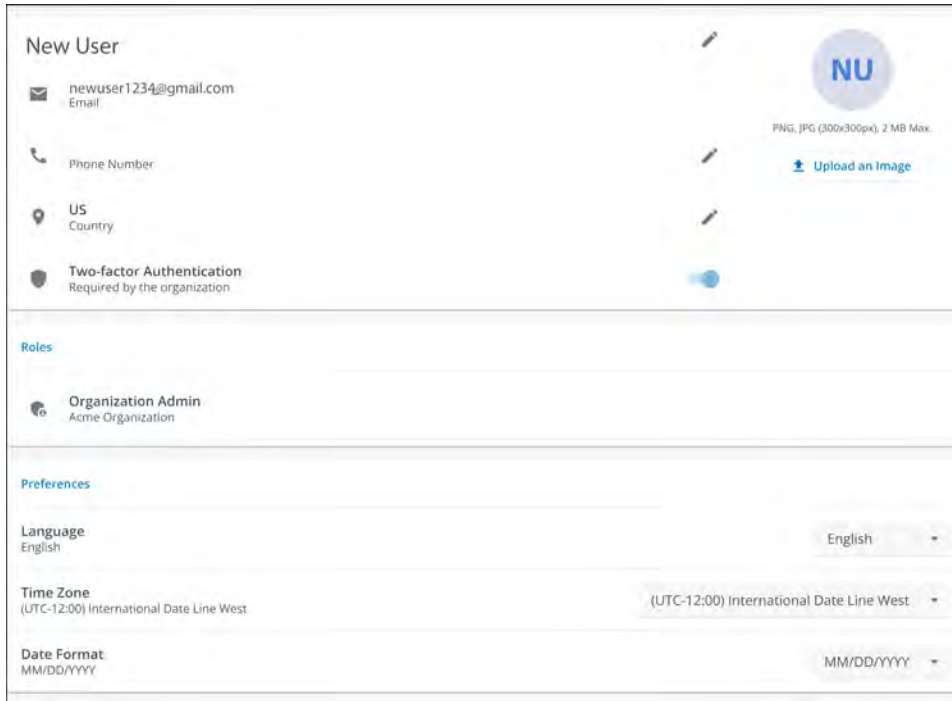 New User
NU
newuser1234@gmail.com
Email
PNG, JPG (300x300px), 2 MB Max.
Phone Number
Upload an Image
US
Country
Two-factor Authentication
Required by the organization
Roles
Organization Admin
Acme Organization
Preferences
Language
English
English
Time Zone
(UTC-12:00) International Date Line West
(UTC-12:00) International Date Line West
Date Format
MM/DD/YYYY
MM/DD/YYYY